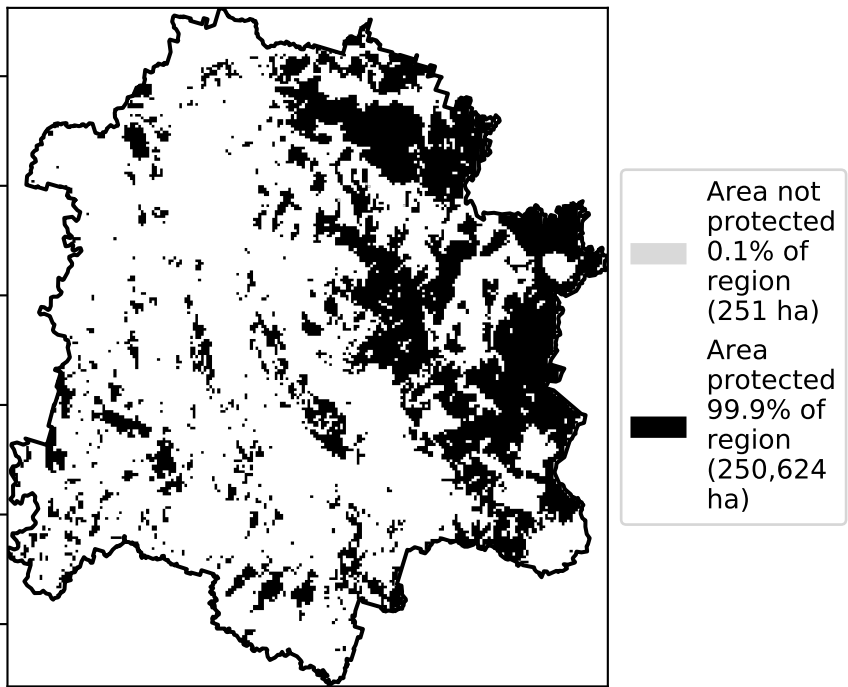 Area not
protected
0.1% of
region
(251 ha)
Area
protected
99.9% of
region
(250,624
ha)